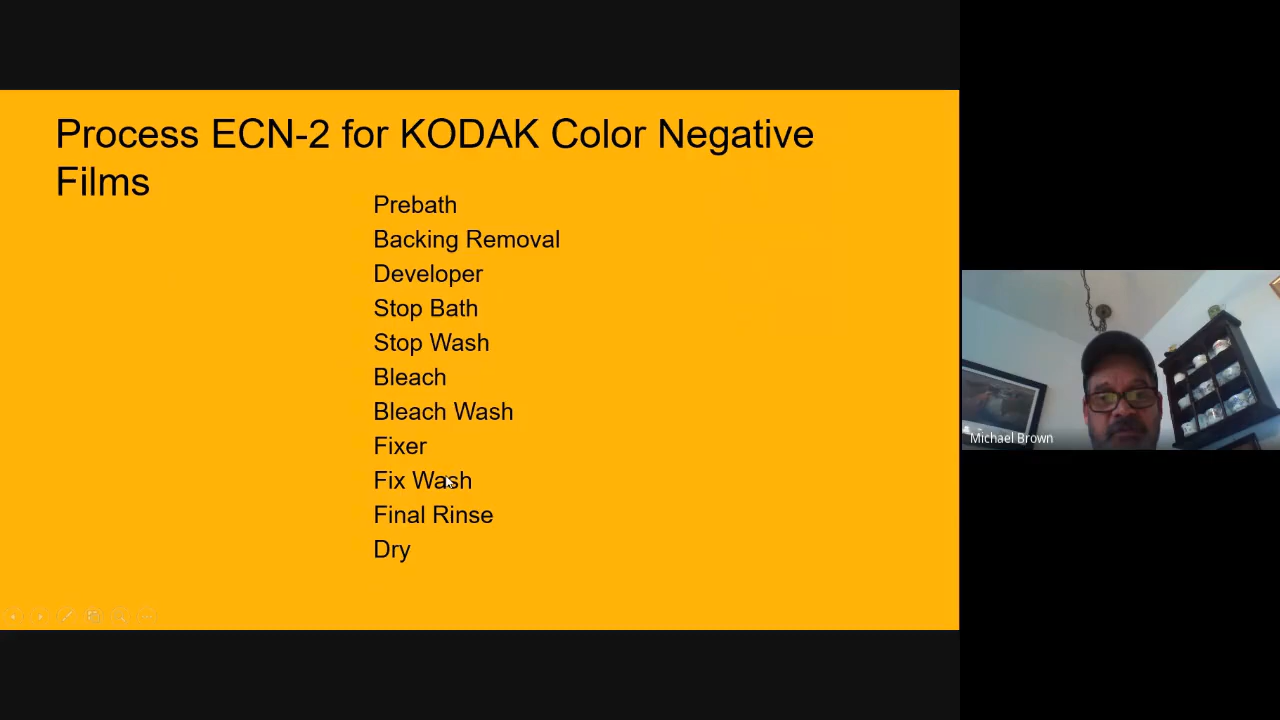 Process ECN-2 for KODAK Color Negative
Films
Prebath
Backing Removal
Developer
Stop Bath
Stop Wash
Bleach
Bleach Wash
Fixer
Fix Wash
Final Rinse
Dry
Michael Brown